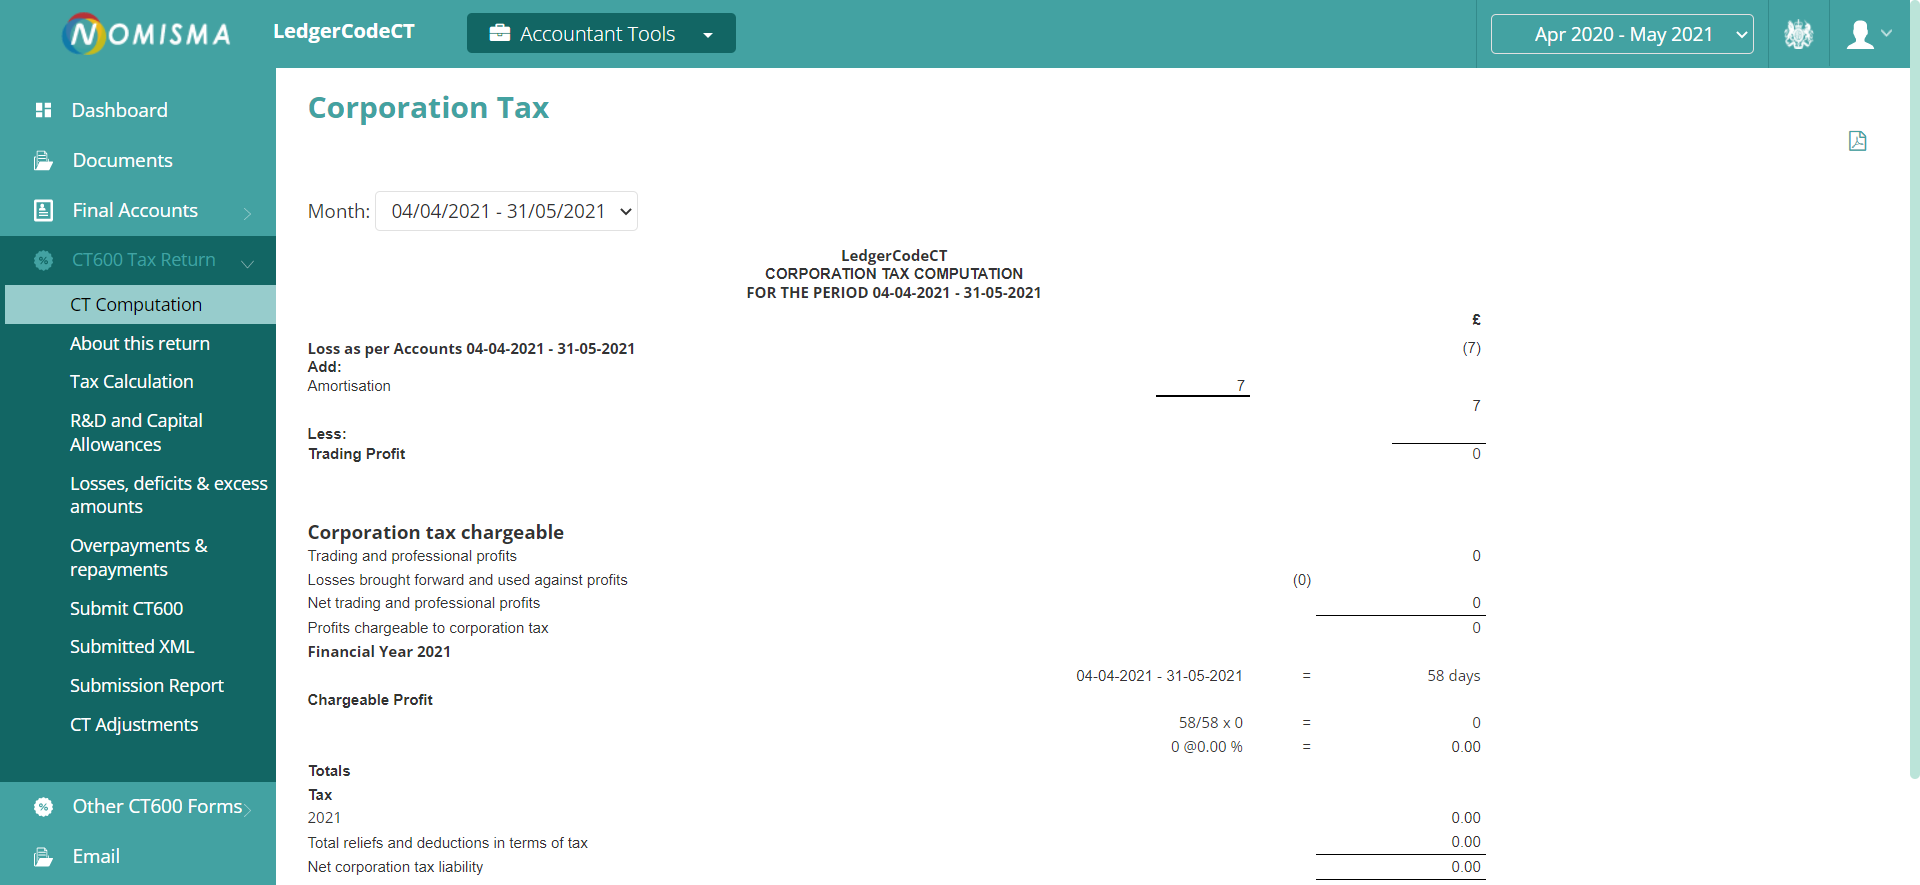 NOMISMA
LedgerCodeCT
Accountant Tools
Apr 2020 - May 2021
Dashboard
Documents
Final Accounts
CT600 Tax Return
CT Computation
About this return
Tax Calculation
R&D and Capital
Allowances
Losses, deficits & excess
amounts
Overpayments &
repayments
Submit CT600
Submitted XML
Submission Report
CT Adjustments
Other CT600 Forms
Email
Corporation Tax
Month: 04/04/2021 - 31/05/2021
LedgerCodeCT
CORPORATION TAX COMPUTATION
FOR THE PERIOD 04-04-2021 - 31-05-2021
£
Loss as per Accounts 04-04-2021 - 31-05-2021 (7)
Add:
Amortisation 7
7
Less:
Trading Profit 0
Corporation tax chargeable
Trading and professional profits 0
Losses brought forward and used against profits (0)
Net trading and professional profits 0
Profits chargeable to corporation tax 0
Financial Year 2021
04-04-2021 - 31-05-2021 = 58 days
Chargeable Profit
58/58 x 0 = 0
0 @0.00 % = 0.00
Totals
Tax
2021 0.00
Total reliefs and deductions in terms of tax 0.00
Net corporation tax liability 0.00